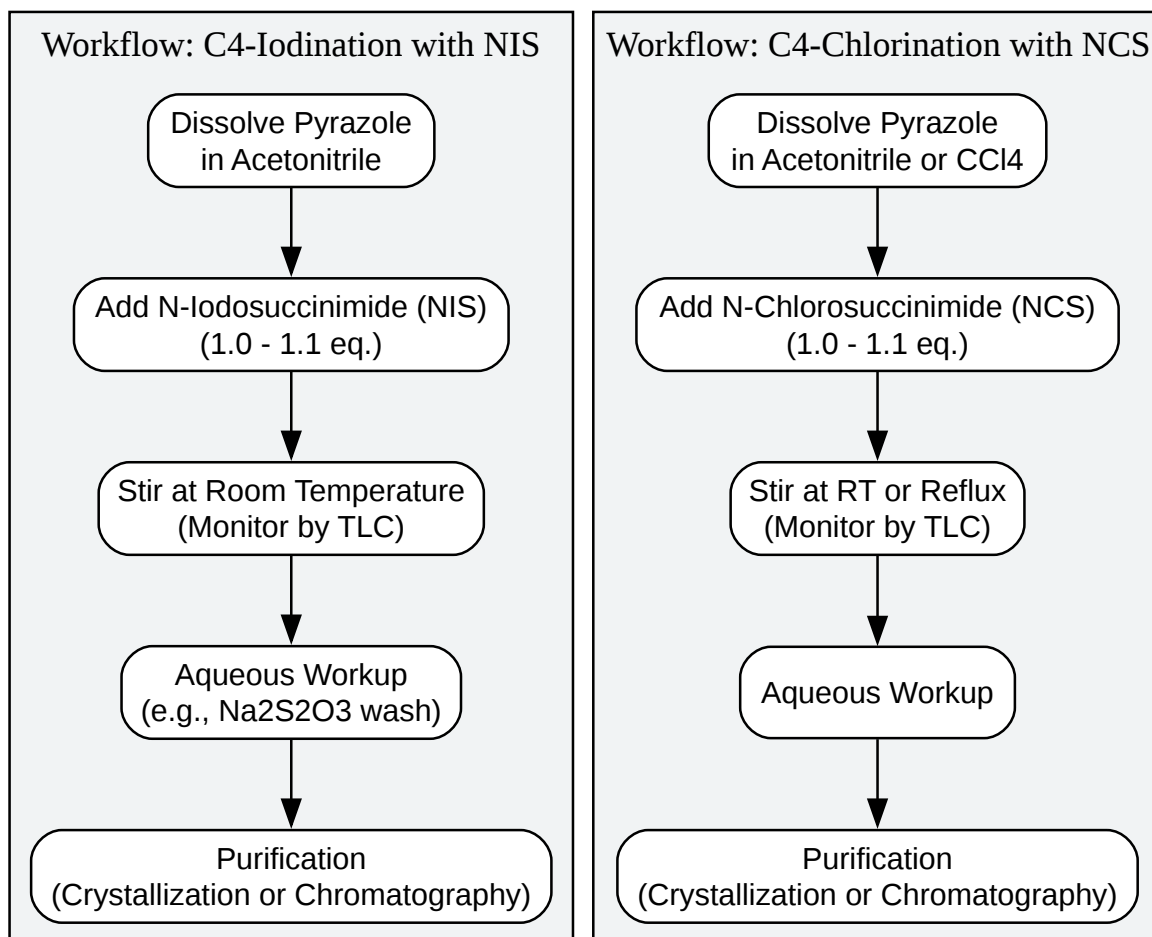 Workflow: C4-Iodination with NIS
Dissolve Pyrazole
in Acetonitrile
Add N-Iodosuccinimide (NIS)
(1.0 - 1.1 eq.)
Stir at Room Temperature
(Monitor by TLC)
Aqueous Workup
(e.g., Na2S2O3 wash)
Purification
(Crystallization or Chromatography)
Workflow: C4-Chlorination with NCS
Dissolve Pyrazole
in Acetonitrile or CCl4
Add N-Chlorosuccinimide (NCS)
(1.0 - 1.1 eq.)
Stir at RT or Reflux
(Monitor by TLC)
Aqueous Workup
Purification
(Crystallization or Chromatography)